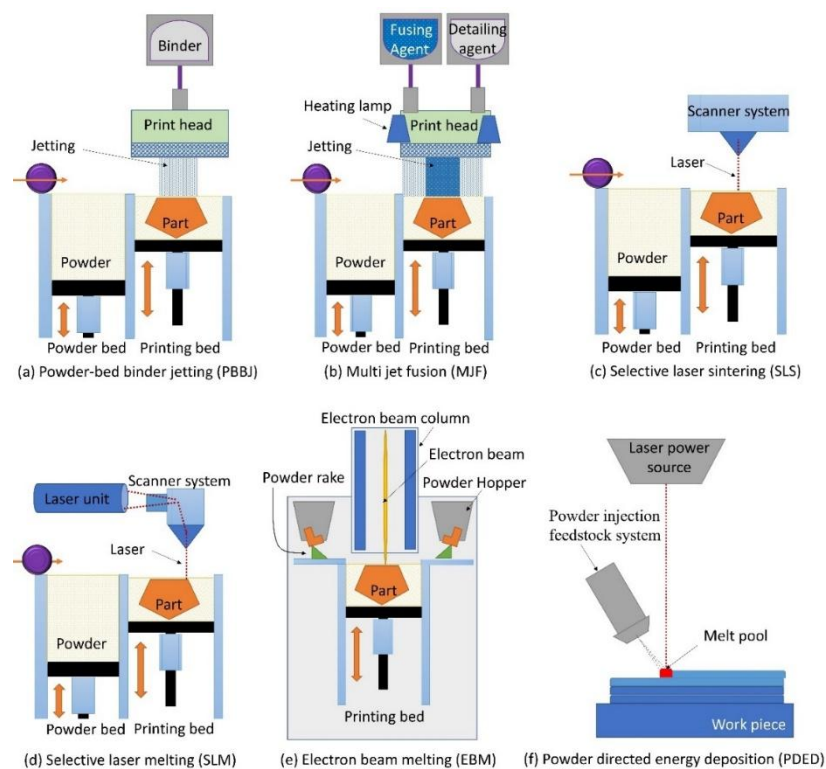 Binder
Print head
Jetting
Part
Powder
Powder bed
Printing bed
(a) Powder-bed binder jetting (PBBJ)
Fusing
Agent
Detailing
agent
Heating lamp
Print head
Jetting
Part
Powder
Powder bed
Printing bed
(b) Multi jet fusion (MJF)
Scanner system
Laser
Part
Powder
Powder bed
Printing bed
(c) Selective laser sintering (SLS)
Scanner system
Laser unit
Laser
Part
Powder
Powder bed
Printing bed
(d) Selective laser melting (SLM)
Electron beam column
Electron beam
Powder rake
Powder Hopper
Part
Printing bed
(e) Electron beam melting (EBM)
Laser power
source
Powder injection
feedstock system
Melt pool
Work piece
(f) Powder directed energy deposition (PDED)